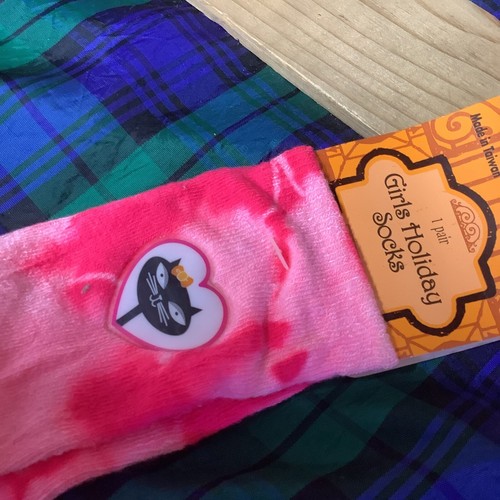 Made in Taiwan
1 pair
Girls Holiday
Socks